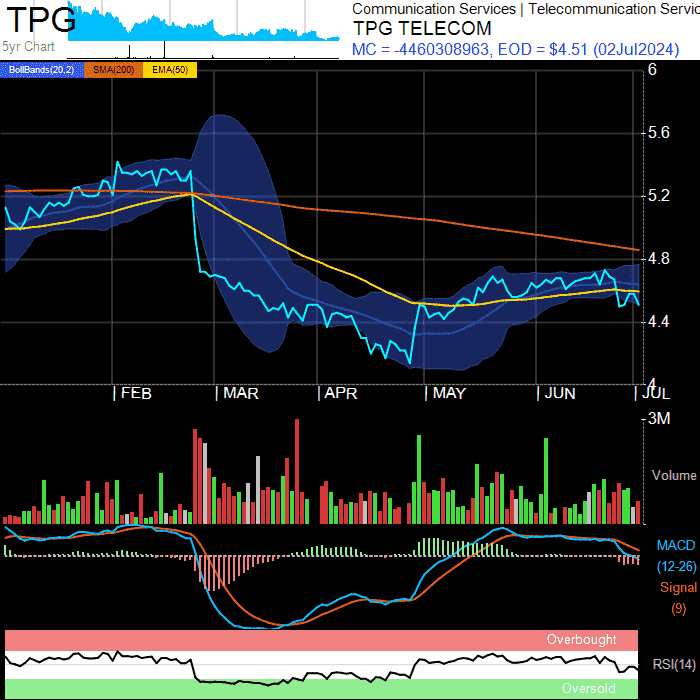 TPG
5yr Chart
Communication Services | Telecommunication Servic
TPG TELECOM
MC = -4460308963, EOD = $4.51 (02Jul2024)
BollBands(20,2) SMA(200) EMA(50)
6
5.6
5.2
4.8
4.4
4
FEB MAR APR MAY JUN JUL
3M
Volume
MACD
(12-26)
Signal
(9)
Overbought
RSI(14)
Oversold